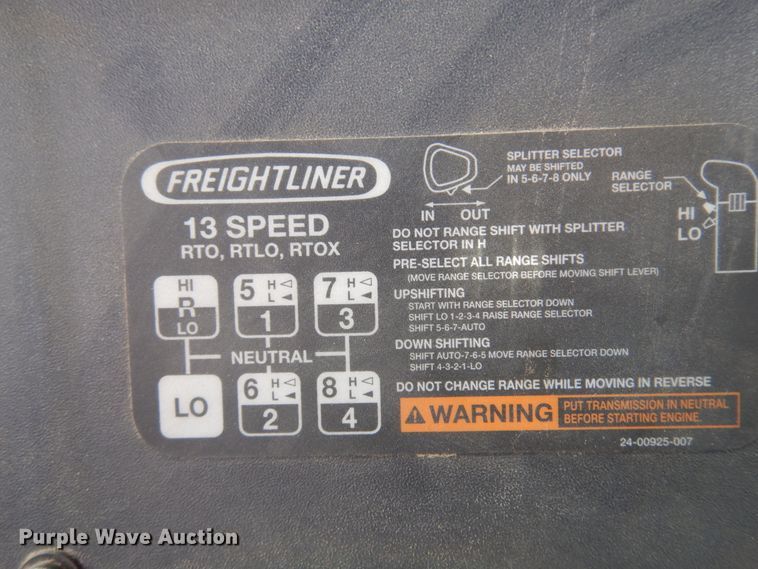 FREIGHTLINER
13 SPEED
RTO, RTLO, RTOX
HI
R
LO
5 H
L
1
7 H
L
3
NEUTRAL
LO
6 H
L
2
8 H
L
4
SPLITTER SELECTOR
MAY BE SHIFTED
IN 5-6-7-8 ONLY
RANGE
SELECTOR
IN OUT
HI
LO
DO NOT RANGE SHIFT WITH SPLITTER
SELECTOR IN H
PRE-SELECT ALL RANGE SHIFTS
(MOVE RANGE SELECTOR BEFORE MOVING SHIFT LEVER)
UPSHIFTING
START WITH RANGE SELECTOR DOWN
SHIFT LO 1-2-3-4 RAISE RANGE SELECTOR
SHIFT 5-6-7-AUTO
DOWN SHIFTING
SHIFT AUTO-7-6-5 MOVE RANGE SELECTOR DOWN
SHIFT 4-3-2-1-LO
DO NOT CHANGE RANGE WHILE MOVING IN REVERSE
WARNING
PUT TRANSMISSION IN NEUTRAL
BEFORE STARTING ENGINE
24-00925-007
Purple Wave Auction